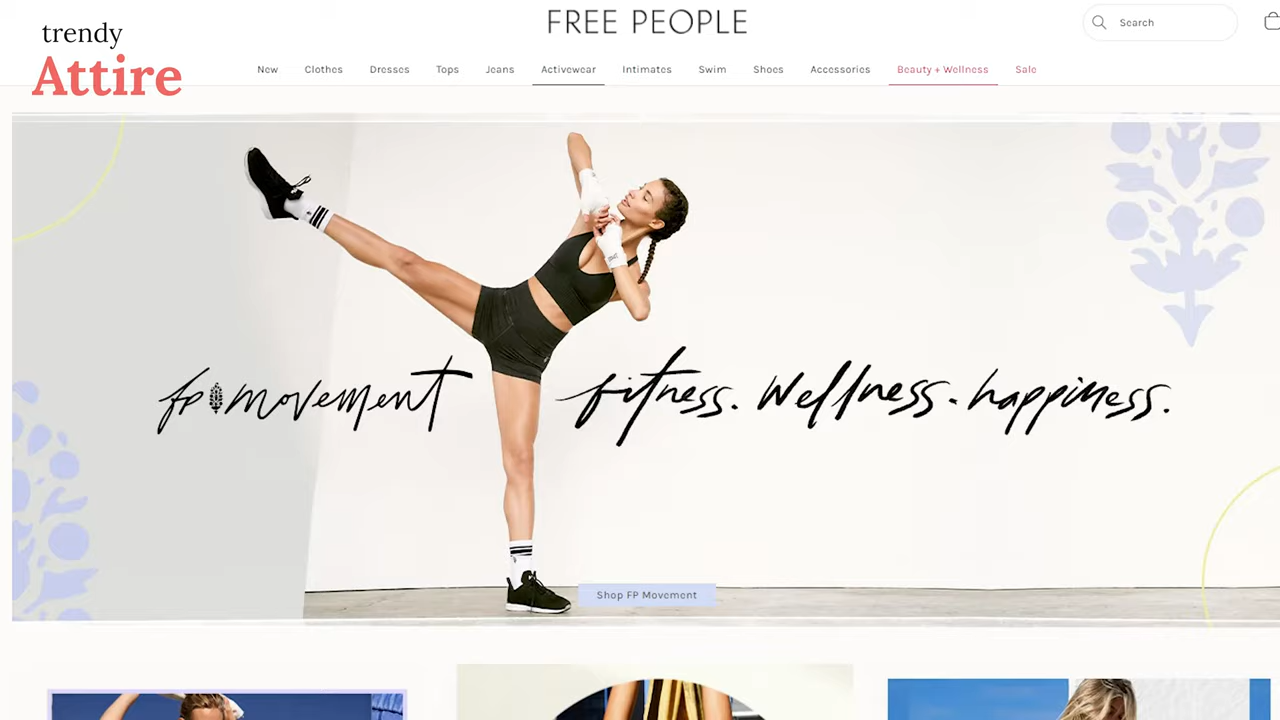 trendy
Attire
FREE PEOPLE
Search
New Clothes Dresses Tops Jeans Activewear Intimates Swim Shoes Accessories Beauty + Wellness Sale
fp movement fitness. wellness. happiness.
Shop FP Movement